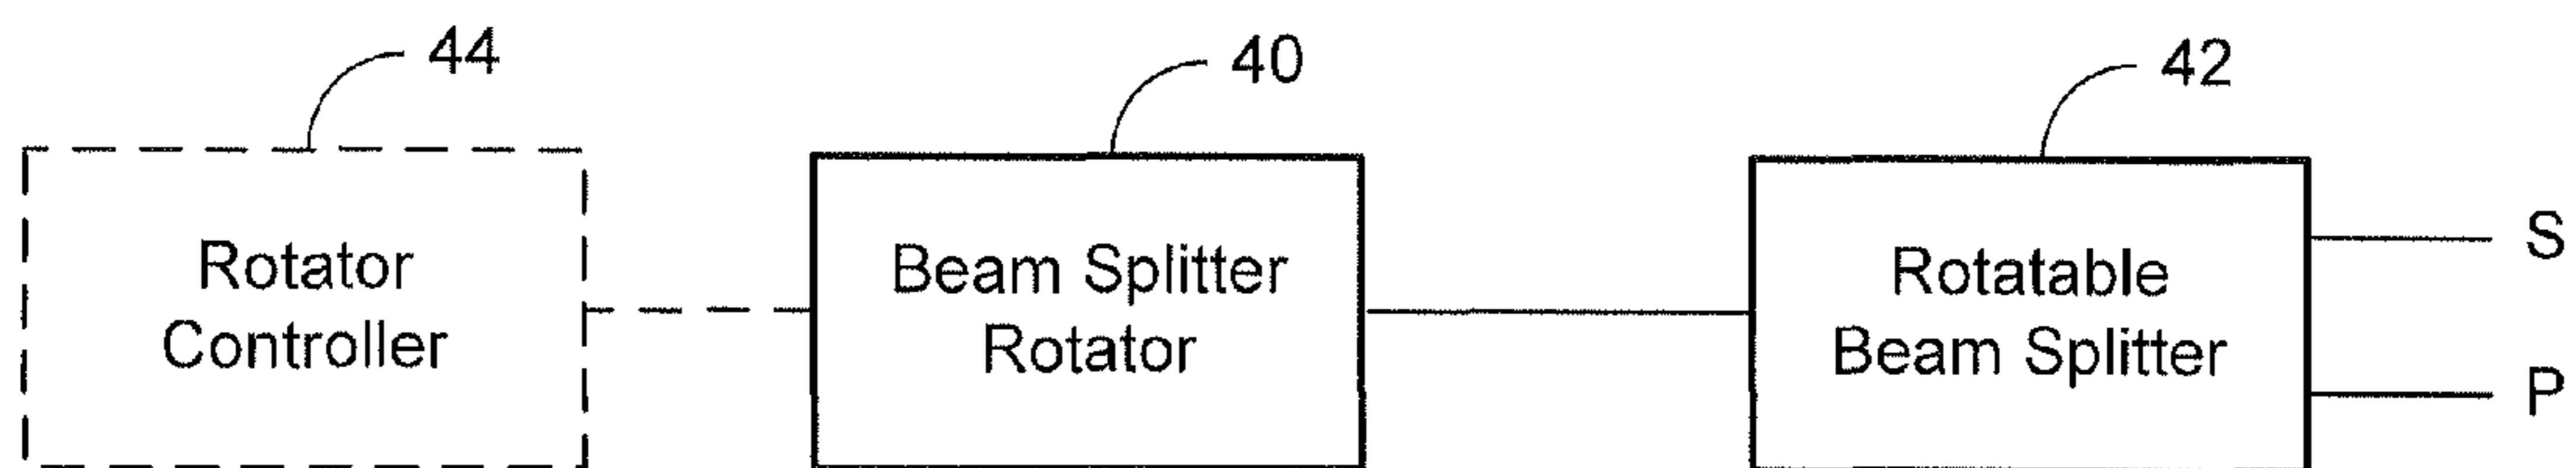 44
40
42
Rotator
Controller
Beam Splitter
Rotator
Rotatable
Beam Splitter
S
P